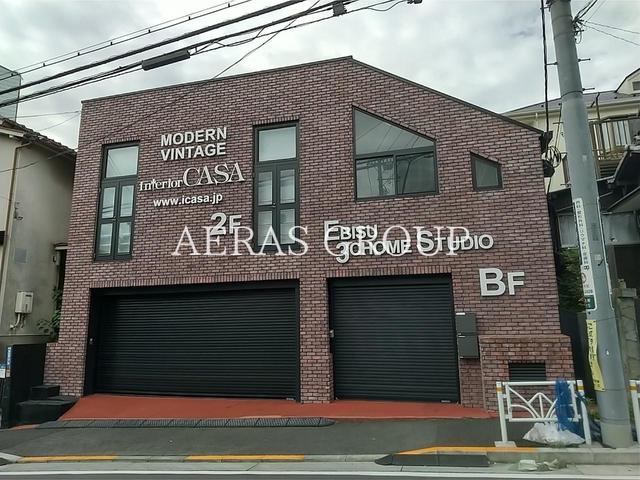 MODERN
VINTAGE
Interior CASA
www.icasa.jp
2F
AERAS GROUP
EBISU
3CHOME STUDIO
BF